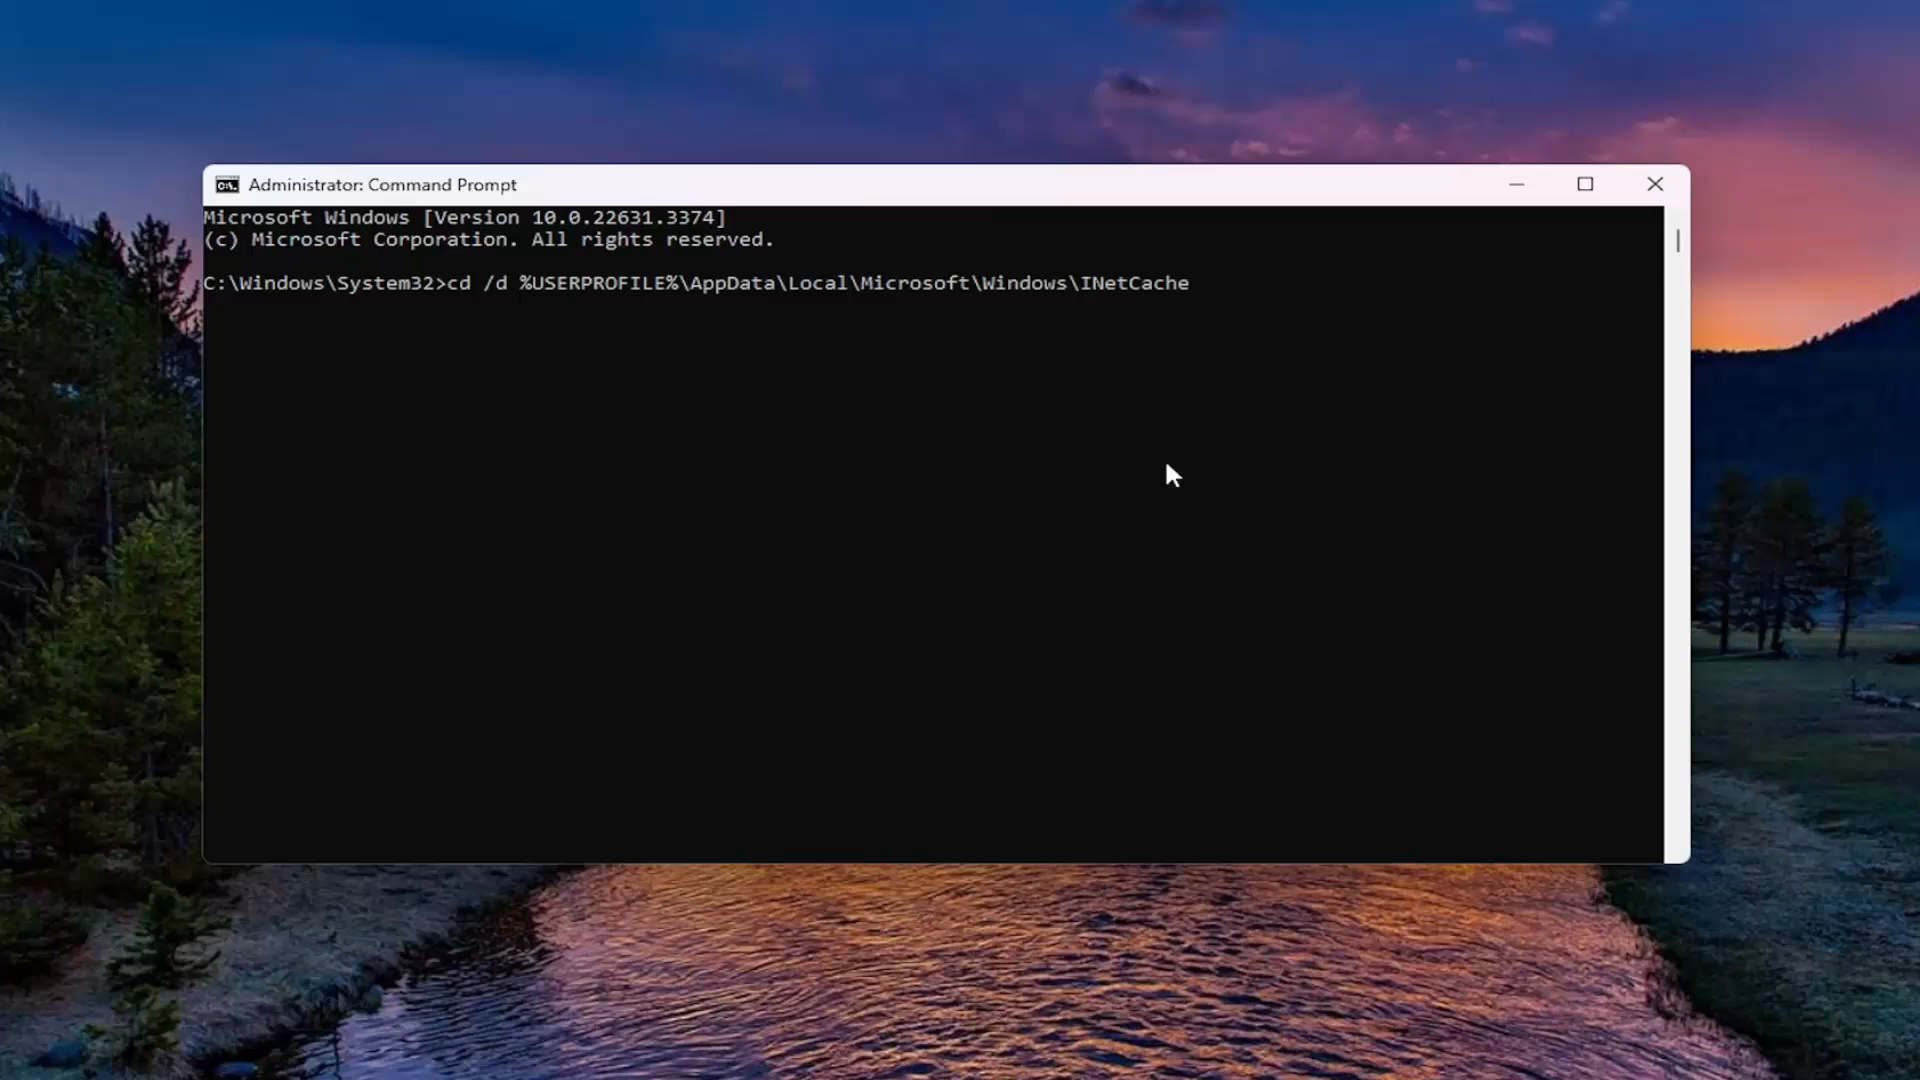 Administrator: Command Prompt
Microsoft Windows [Version 10.0.22631.3374]
(c) Microsoft Corporation. All rights reserved.
C:\Windows\System32>cd /d %USERPROFILE%\AppData\Local\Microsoft\Windows\INetCache